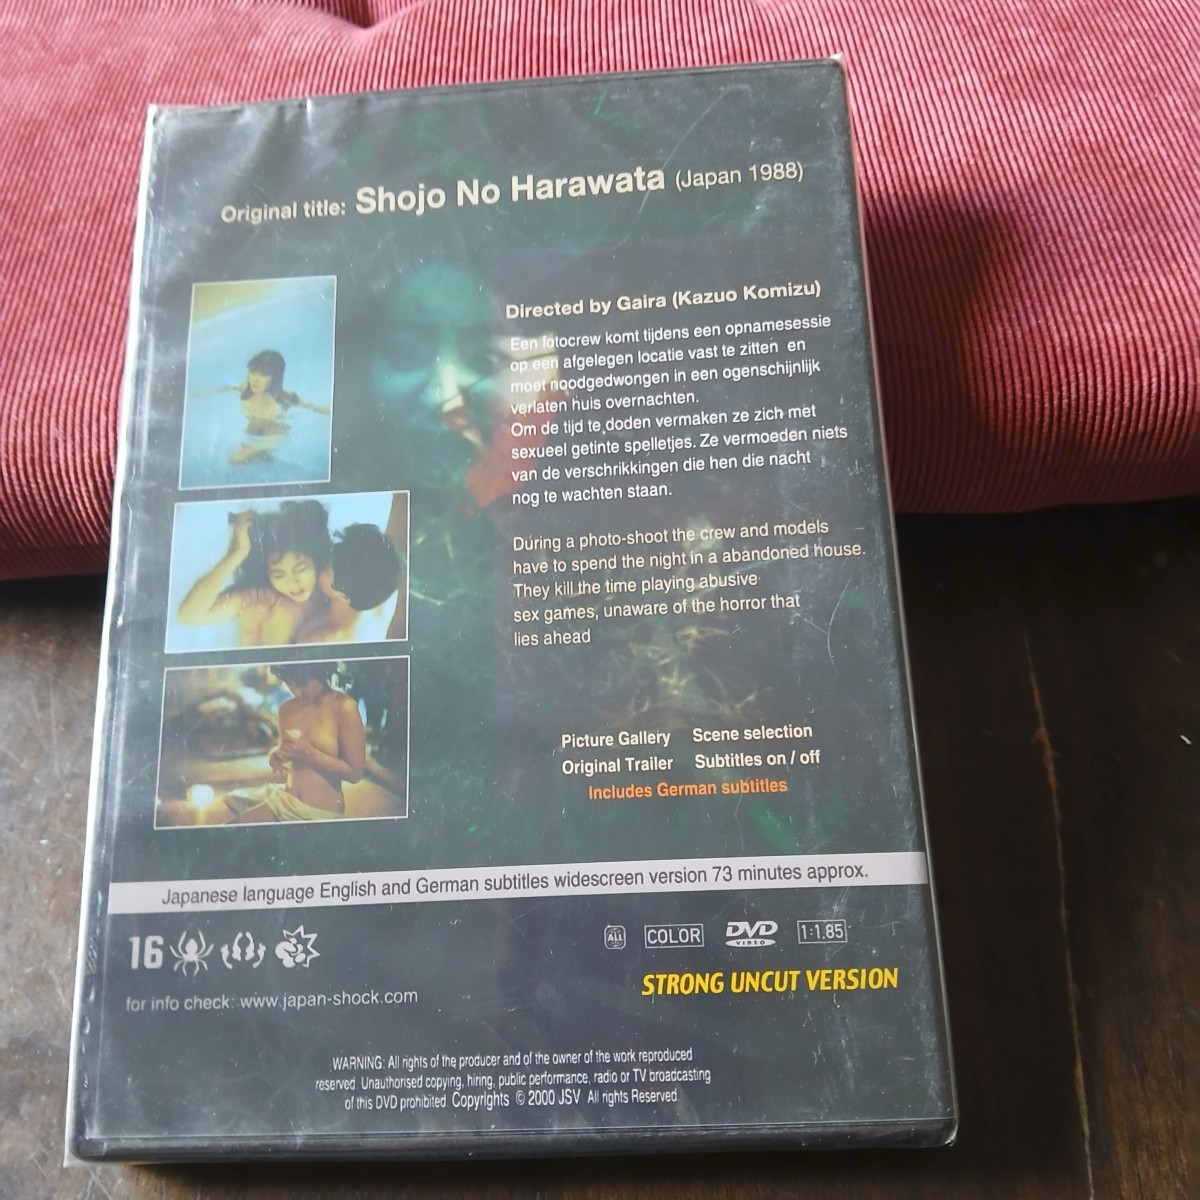 Original title: Shojo No Harawata (Japan 1988)
Directed by Gaira (Kazuo Komizu)
Een fotocrew komt tijdens een opnamesessie
op een afgelegen locatie vast te zitten en
moet noodgedwongen in een ogenschijnlijk
verlaten huis overnachten.
Om de tijd te doden vermaken ze zich met
sexueel getinte spelletjes. Ze vermoeden niets
van de verschrikkingen die hen die nacht
nog te wachten staan.
During a photo-shoot the crew and models
have to spend the night in a abandoned house.
They kill the time playing abusive
sex games, unaware of the horror that
lies ahead
Picture Gallery Scene selection
Original Trailer Subtitles on / off
Includes German subtitles
Japanese language English and German subtitles widescreen version 73 minutes approx.
16
ALL COLOR DVD VIDEO 1:1.85
STRONG UNCUT VERSION
for info check: www.japan-shock.com
WARNING: All rights of the producer and of the owner of the work reproduced
reserved. Unauthorised copying, hiring, public performance, radio or TV broadcasting
of this DVD prohibited. Copyrights © 2000 JSV All rights Reserved